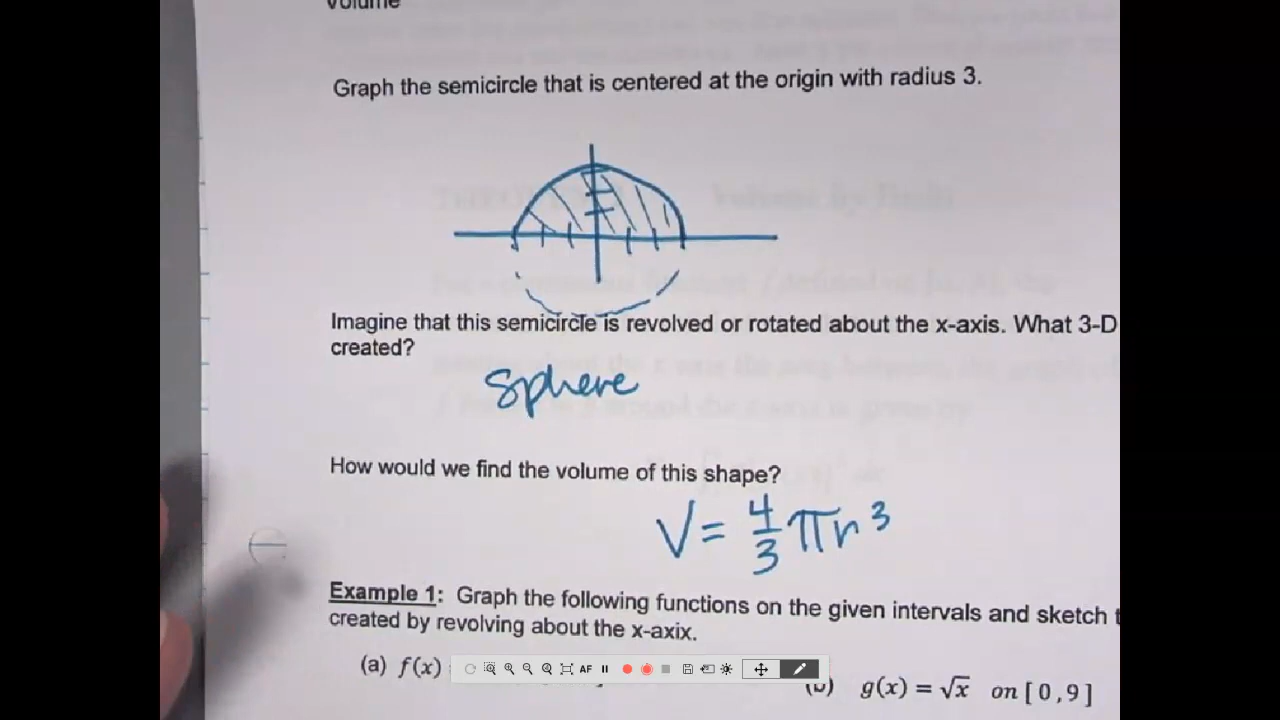 Volume
Graph the semicircle that is centered at the origin with radius 3.
Imagine that this semicircle is revolved or rotated about the x-axis. What 3-D
created?
sphere
How would we find the volume of this shape?
V = 4/3 πr³
Example 1: Graph the following functions on the given intervals and sketch t
created by revolving about the x-axix.
(a) f(x)
AF
(b) g(x) = √x on [0,9]